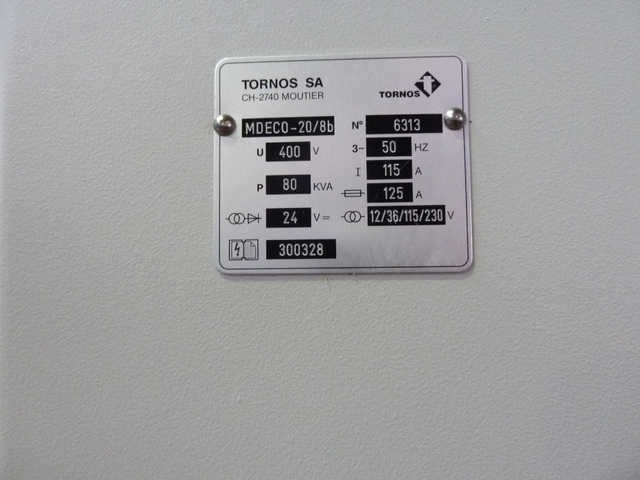 TORNOS SA
CH-2740 MOUTIER
TORNOS
MDECO-20/8b Nº 6313
U 400 V 3~ 50 HZ
I 115 A
P 80 KVA 125 A
24 V= 12/36/115/230 V
300328